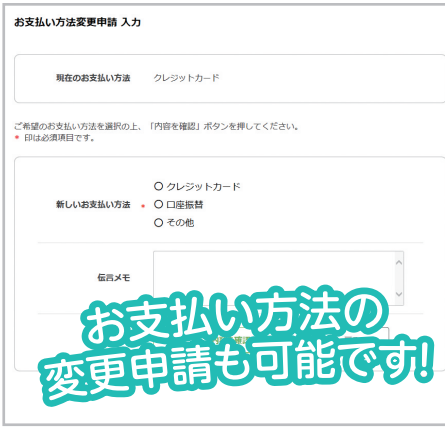 お支払い方法変更申請 入力
現在のお支払い方法 クレジットカード
ご希望のお支払い方法を選択の上、「内容を確認」ボタンを押してください。
* 印は必須項目です。
クレジットカード
新しいお支払い方法 * 口座振替
その他
伝言メモ
お支払い方法の
変更申請も可能です!